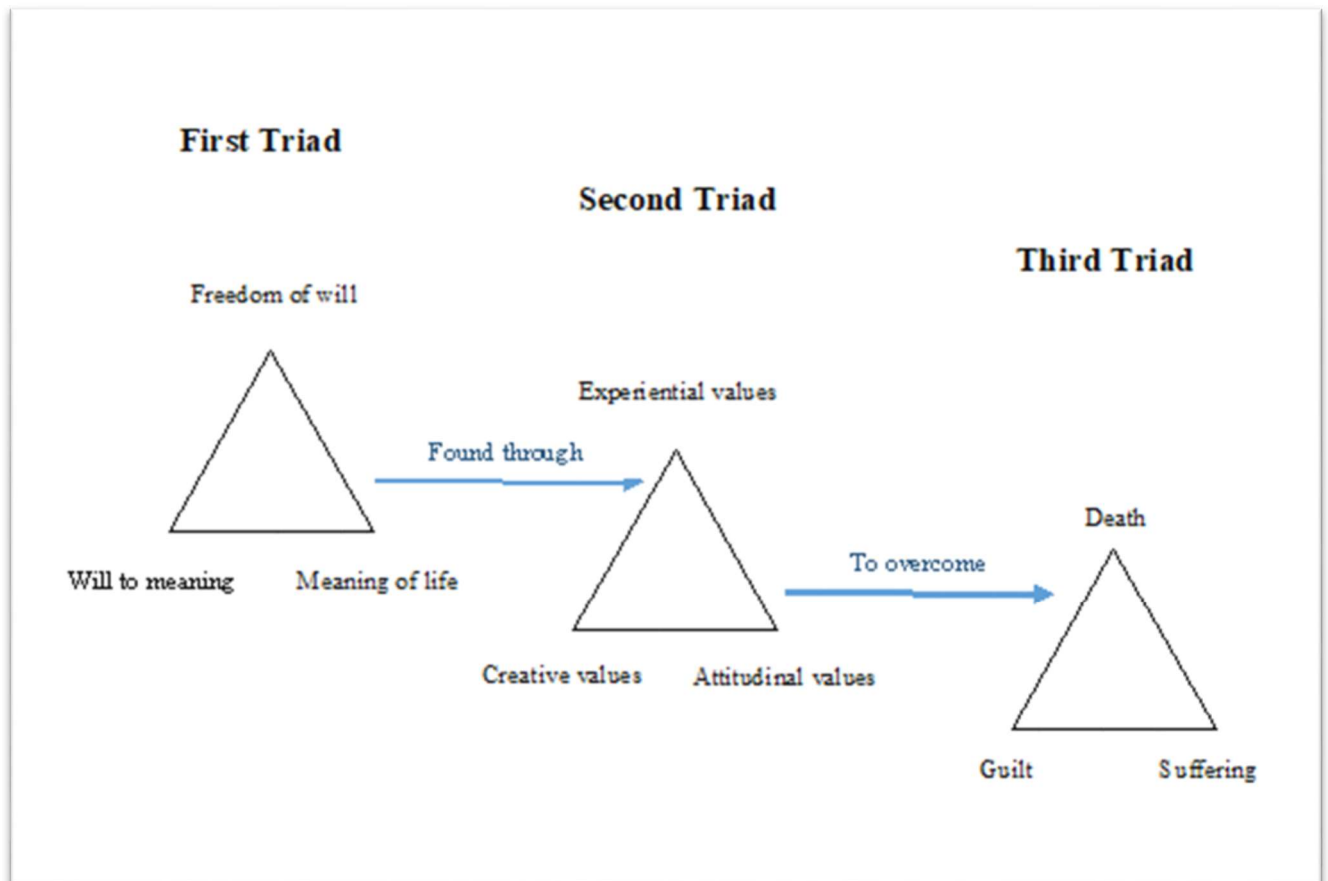 First Triad
Second Triad
Third Triad
Freedom of will
Experiential values
Found through
Death
To overcome
Will to meaning
Meaning of life
Creative values
Attitudinal values
Guilt
Suffering